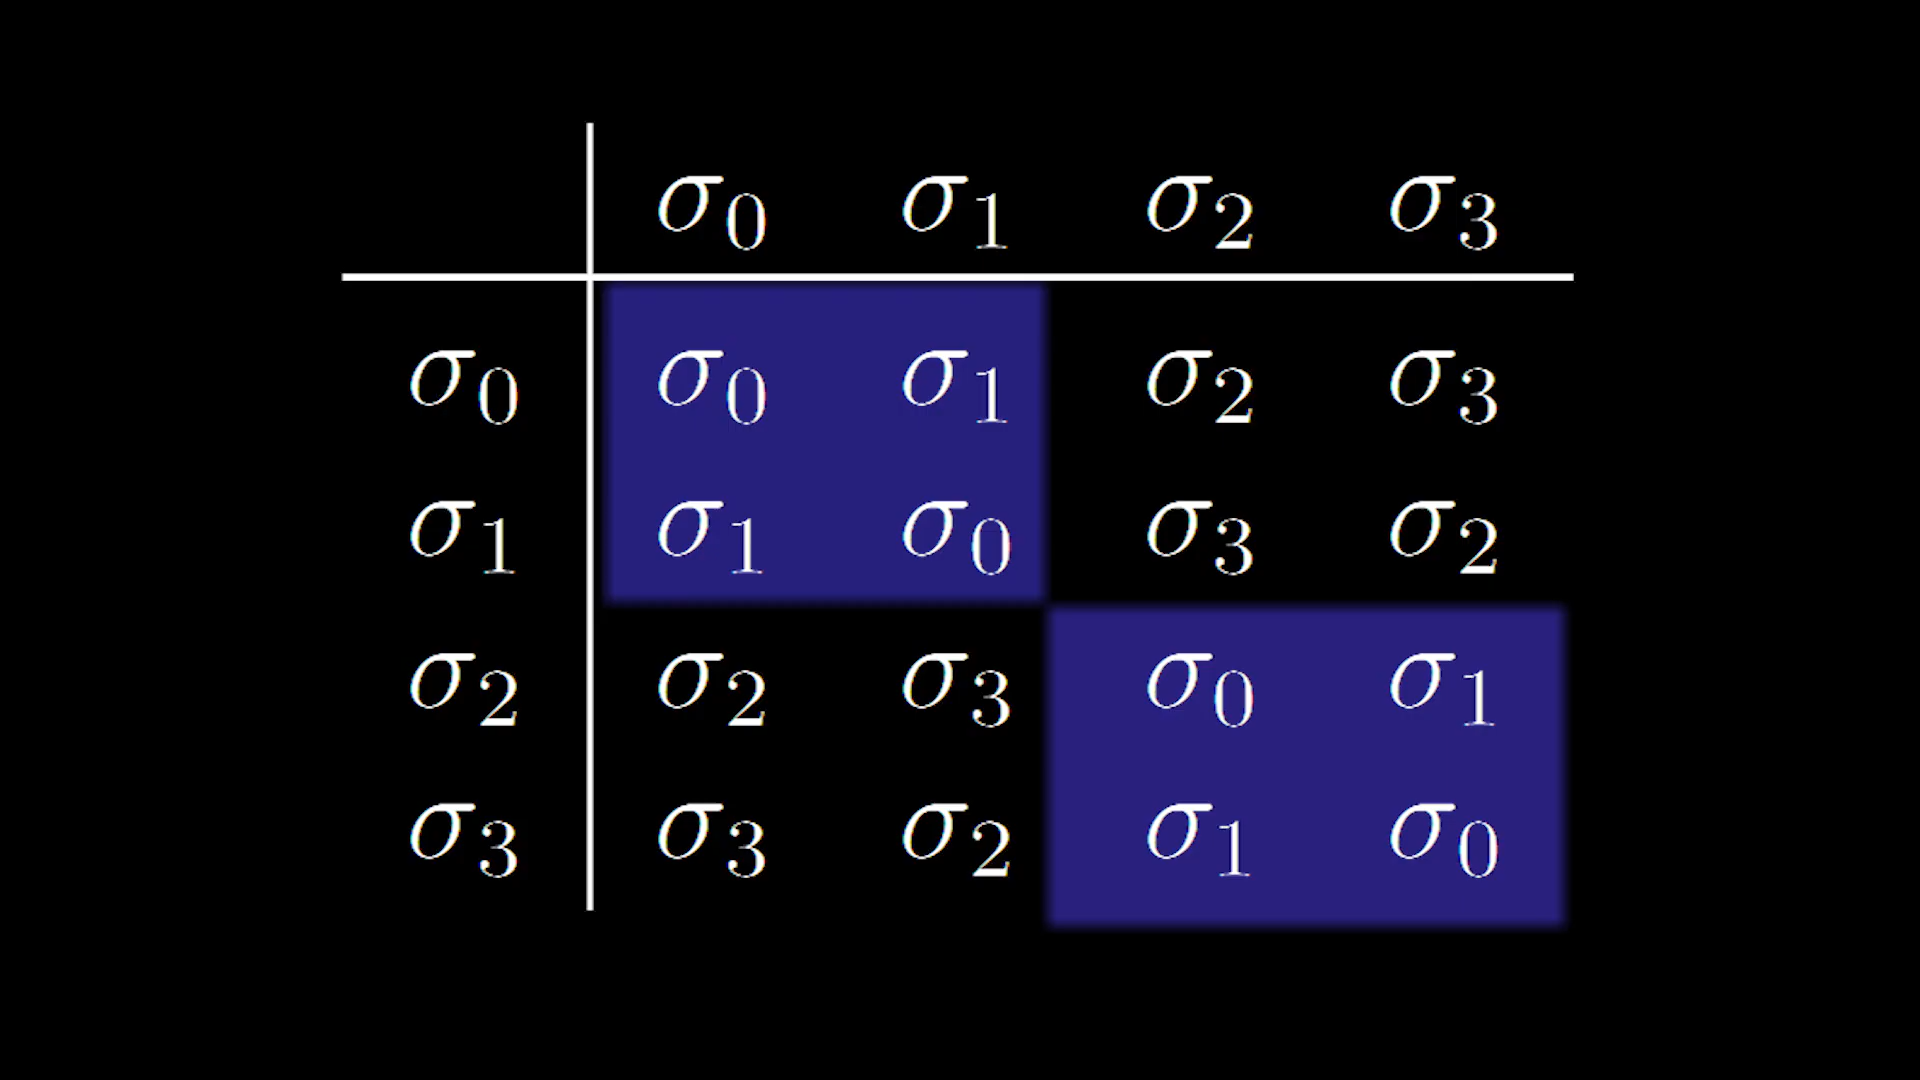 σ₀ σ₁ σ₂ σ₃
σ₀ σ₀ σ₁ σ₂ σ₃
σ₁ σ₁ σ₀ σ₃ σ₂
σ₂ σ₂ σ₃ σ₀ σ₁
σ₃ σ₃ σ₂ σ₁ σ₀